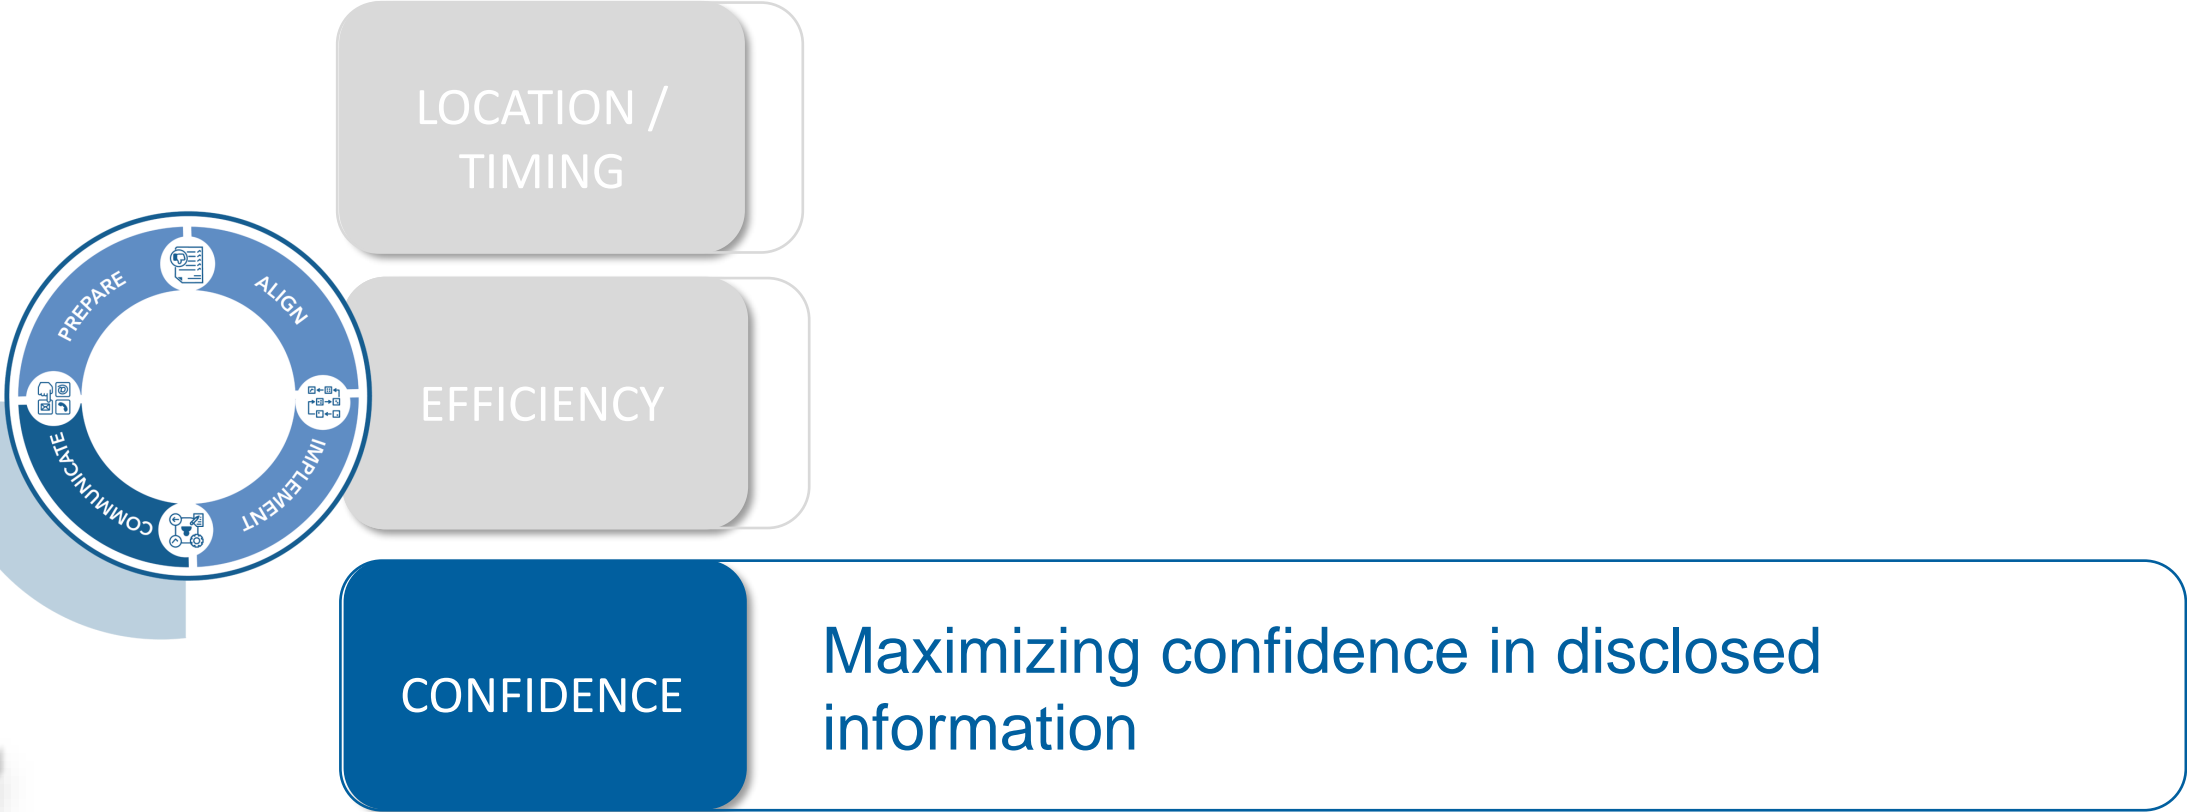 LOCATION /
TIMING
PREPARE
ALIGN
EFFICIENCY
COMMUNICATE
IMPLEMENT
CONFIDENCE
Maximizing confidence in disclosed
information